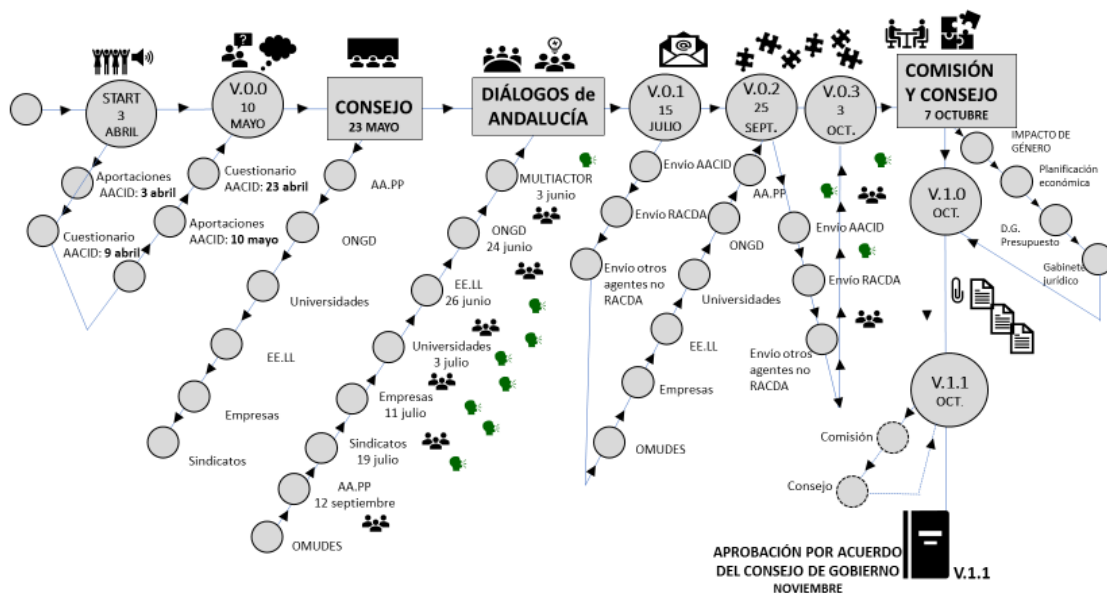 START
3
ABRIL
Aportaciones
AACID: 3 abril
Cuestionario
AACID: 9 abril
?
V.0.0
10
MAYO
Cuestionario
AACID: 23 abril
Aportaciones
AACID: 10 mayo
CONSEJO
23 MAYO
AA.PP
ONGD
Universidades
EE.LL
Empresas
Sindicatos
DIÁLOGOS de
ANDALUCÍA
MULTIACTOR
3 junio
ONGD
24 junio
EE.LL
26 junio
Universidades
3 julio
Empresas
11 julio
Sindicatos
19 julio
AA.PP
12 septiembre
OMUDES
@
V.0.1
15
JULIO
Envío AACID
Envío RACDA
Envío otros
agentes no
RACDA
V.0.2
25
SEPT.
AA.PP
ONGD
Universidades
EE.LL
Empresas
OMUDES
V.0.3
3
OCT.
Envío AACID
Envío RACDA
Envío otros
agentes no
RACDA
COMISIÓN
Y CONSEJO
7 OCTUBRE
IMPACTO DE
GÉNERO
Planificación
económica
D.G.
Presupuesto
Gabinete
jurídico
V.1.0
OCT.
V.1.1
OCT.
Comisión
Consejo
APROBACIÓN POR ACUERDO
DEL CONSEJO DE GOBIERNO
NOVIEMBRE
V.1.1